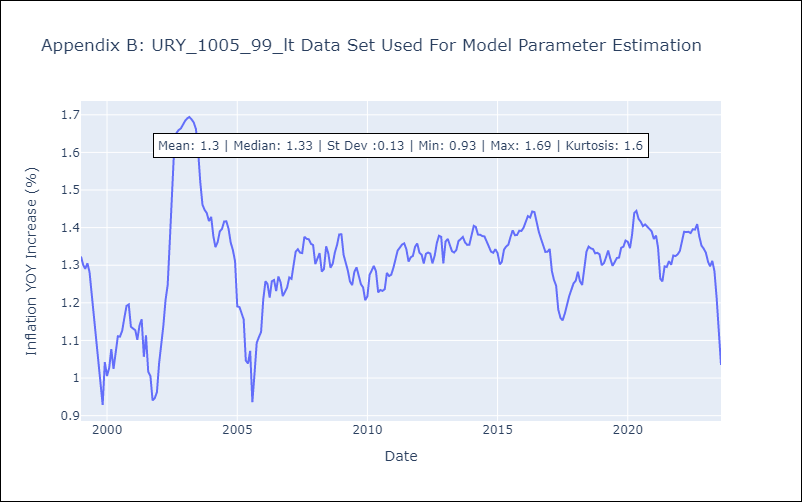 Appendix B: URY_1005_99_lt Data Set Used For Model Parameter Estimation
1.7
Mean: 1.3 | Median: 1.33 | St Dev :0.13 | Min: 0.93 | Max: 1.69 | Kurtosis: 1.6
1.6
1.5
1.4
1.3
1.2
1.1
1
0.9
Inflation YOY Increase (%)
2000 2005 2010 2015 2020
Date